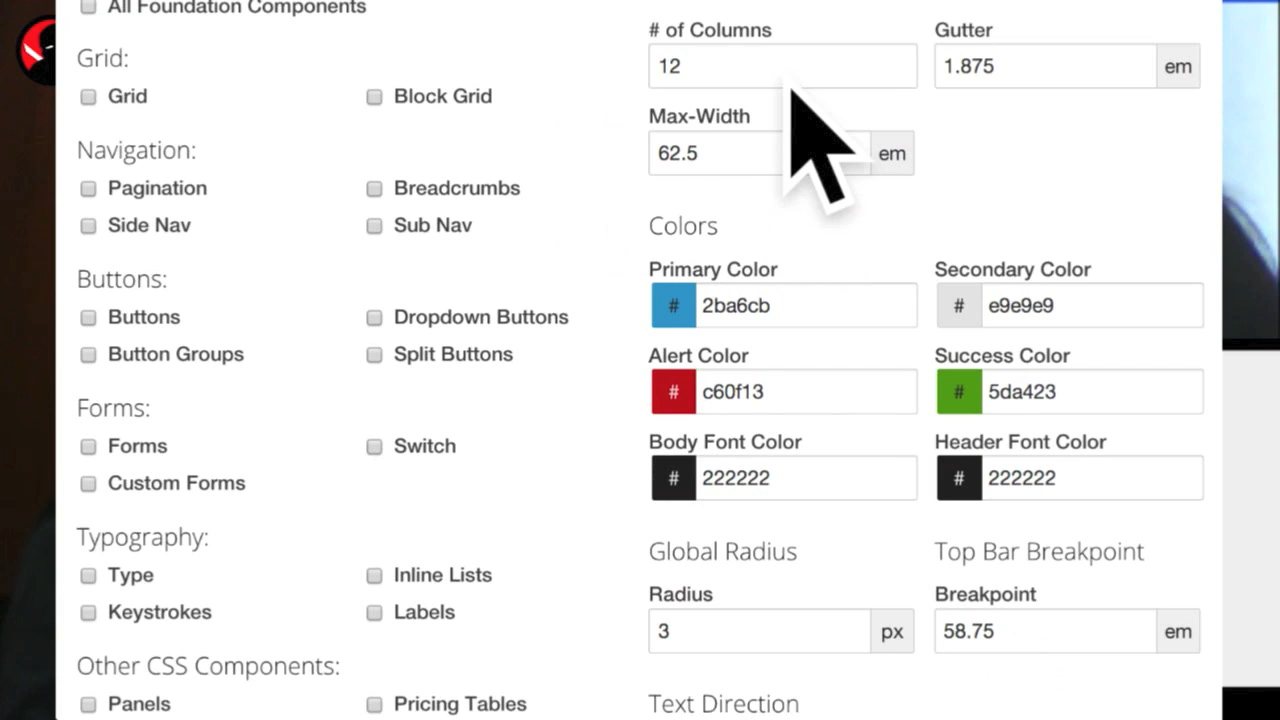 All Foundation Components
Grid:
Grid
Block Grid
Navigation:
Pagination
Breadcrumbs
Side Nav
Sub Nav
Buttons:
Buttons
Dropdown Buttons
Button Groups
Split Buttons
Forms:
Forms
Switch
Custom Forms
Typography:
Type
Inline Lists
Keystrokes
Labels
Other CSS Components:
Panels
Pricing Tables
# of Columns
Gutter
12
1.875 em
Max-Width
62.5 em
Colors
Primary Color
Secondary Color
# 2ba6cb
# e9e9e9
Alert Color
Success Color
# c60f13
# 5da423
Body Font Color
Header Font Color
# 222222
# 222222
Global Radius
Top Bar Breakpoint
Radius
Breakpoint
3 px
58.75 em
Text Direction